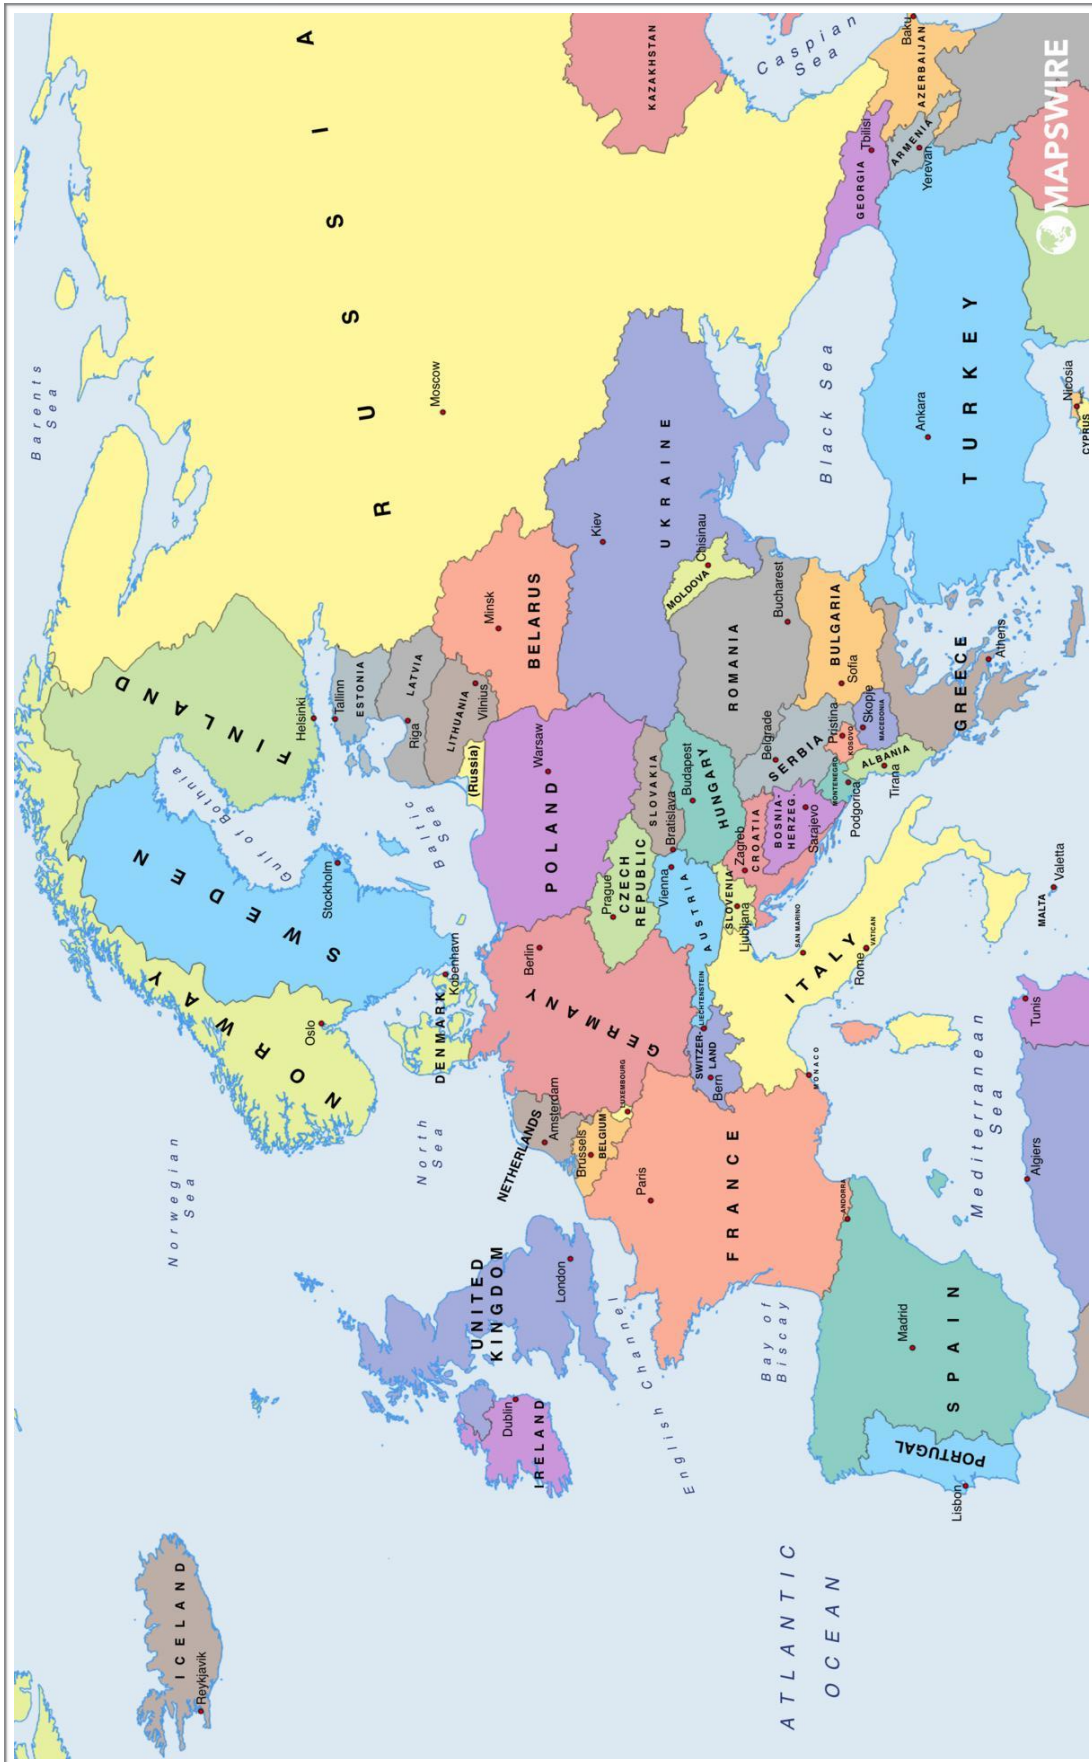 Barents
Sea
Norwegian
Sea
ICELAND
Reykjavik
NORWAY
Oslo
SWEDEN
Stockholm
Gulf of Bothnia
FINLAND
Helsinki
RUSSIA
Moscow
Tallinn
ESTONIA
Riga
LATVIA
LITHUANIA
Vilnius
(Russia)
Baltic
Sea
North
Sea
DENMARK
Kobenhavn
UNITED
KINGDOM
London
Dublin
IRELAND
English Channel
NETHERLANDS
Amsterdam
Brussels
BELGIUM
LUXEMBOURG
GERMANY
Berlin
POLAND
Warsaw
BELARUS
Minsk
UKRAINE
Kiev
KAZAKHSTAN
Caspian
Sea
Prague
CZECH
REPUBLIC
SLOVAKIA
Bratislava
Vienna
AUSTRIA
LIECHTENSTEIN
SWITZER-
LAND
Bern
Paris
FRANCE
Bay of
Biscay
MONACO
ANDORRA
Budapest
HUNGARY
ROMANIA
Bucharest
MOLDOVA
Chisinau
SLOVENIA
Ljubljana
Zagreb
CROATIA
BOSNIA-
HERZEG.
Sarajevo
Belgrade
SERBIA
MONTENEGRO
Podgorica
Pristina
KOSOVO
Skopje
MACEDONIA
ALBANIA
Tirana
BULGARIA
Sofia
GREECE
Athens
Black Sea
GEORGIA
Tbilisi
ARMENIA
Yerevan
AZERBAIJAN
Baku
TURKEY
Ankara
Nicosia
CYPRUS
SAN MARINO
ITALY
Rome
VATICAN
MALTA
Valetta
Mediterranean
Sea
Tunis
Algiers
SPAIN
Madrid
PORTUGAL
Lisbon
ATLANTIC
OCEAN
MAPSWIRE